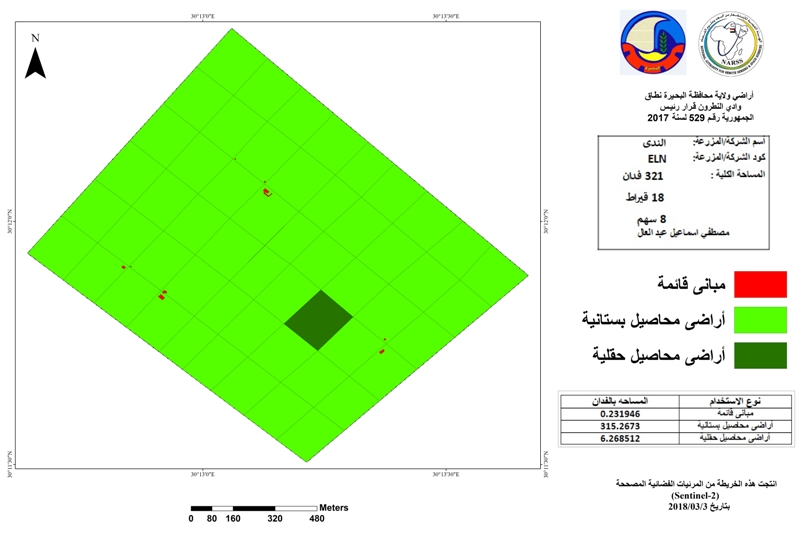 30°13'0"E
30°13'30"E
N
NARSS
أراضي ولاية محافظة البحيرة نطاق
وادي النطرون قرار رئيس
الجمهورية رقم 529 لسنة 2017
اسم الشركة/المزرعة: الندى
كود الشركة/المزرعة: ELN
المساحة الكلية : 321 فدان
18 قيراط
8 سهم
مصطفي اسماعيل عبد العال
30°12'0"N
30°12'0"N
مبانى قائمة
أراضى محاصيل بستانية
أراضى محاصيل حقلية
نوع الاستخدام المساحه بالفدان
مبانى قائمة 0.231946
أراضى محاصيل بستانية 315.2673
أراضى محاصيل حقلية 6.268512
30°11'30"N
30°11'30"N
30°13'0"E
30°13'30"E
انتجت هذه الخريطة من المرئيات الفضائية المصححة
(Sentinel-2)
بتاريخ 2018/03/3
Meters
0 80 160 320 480